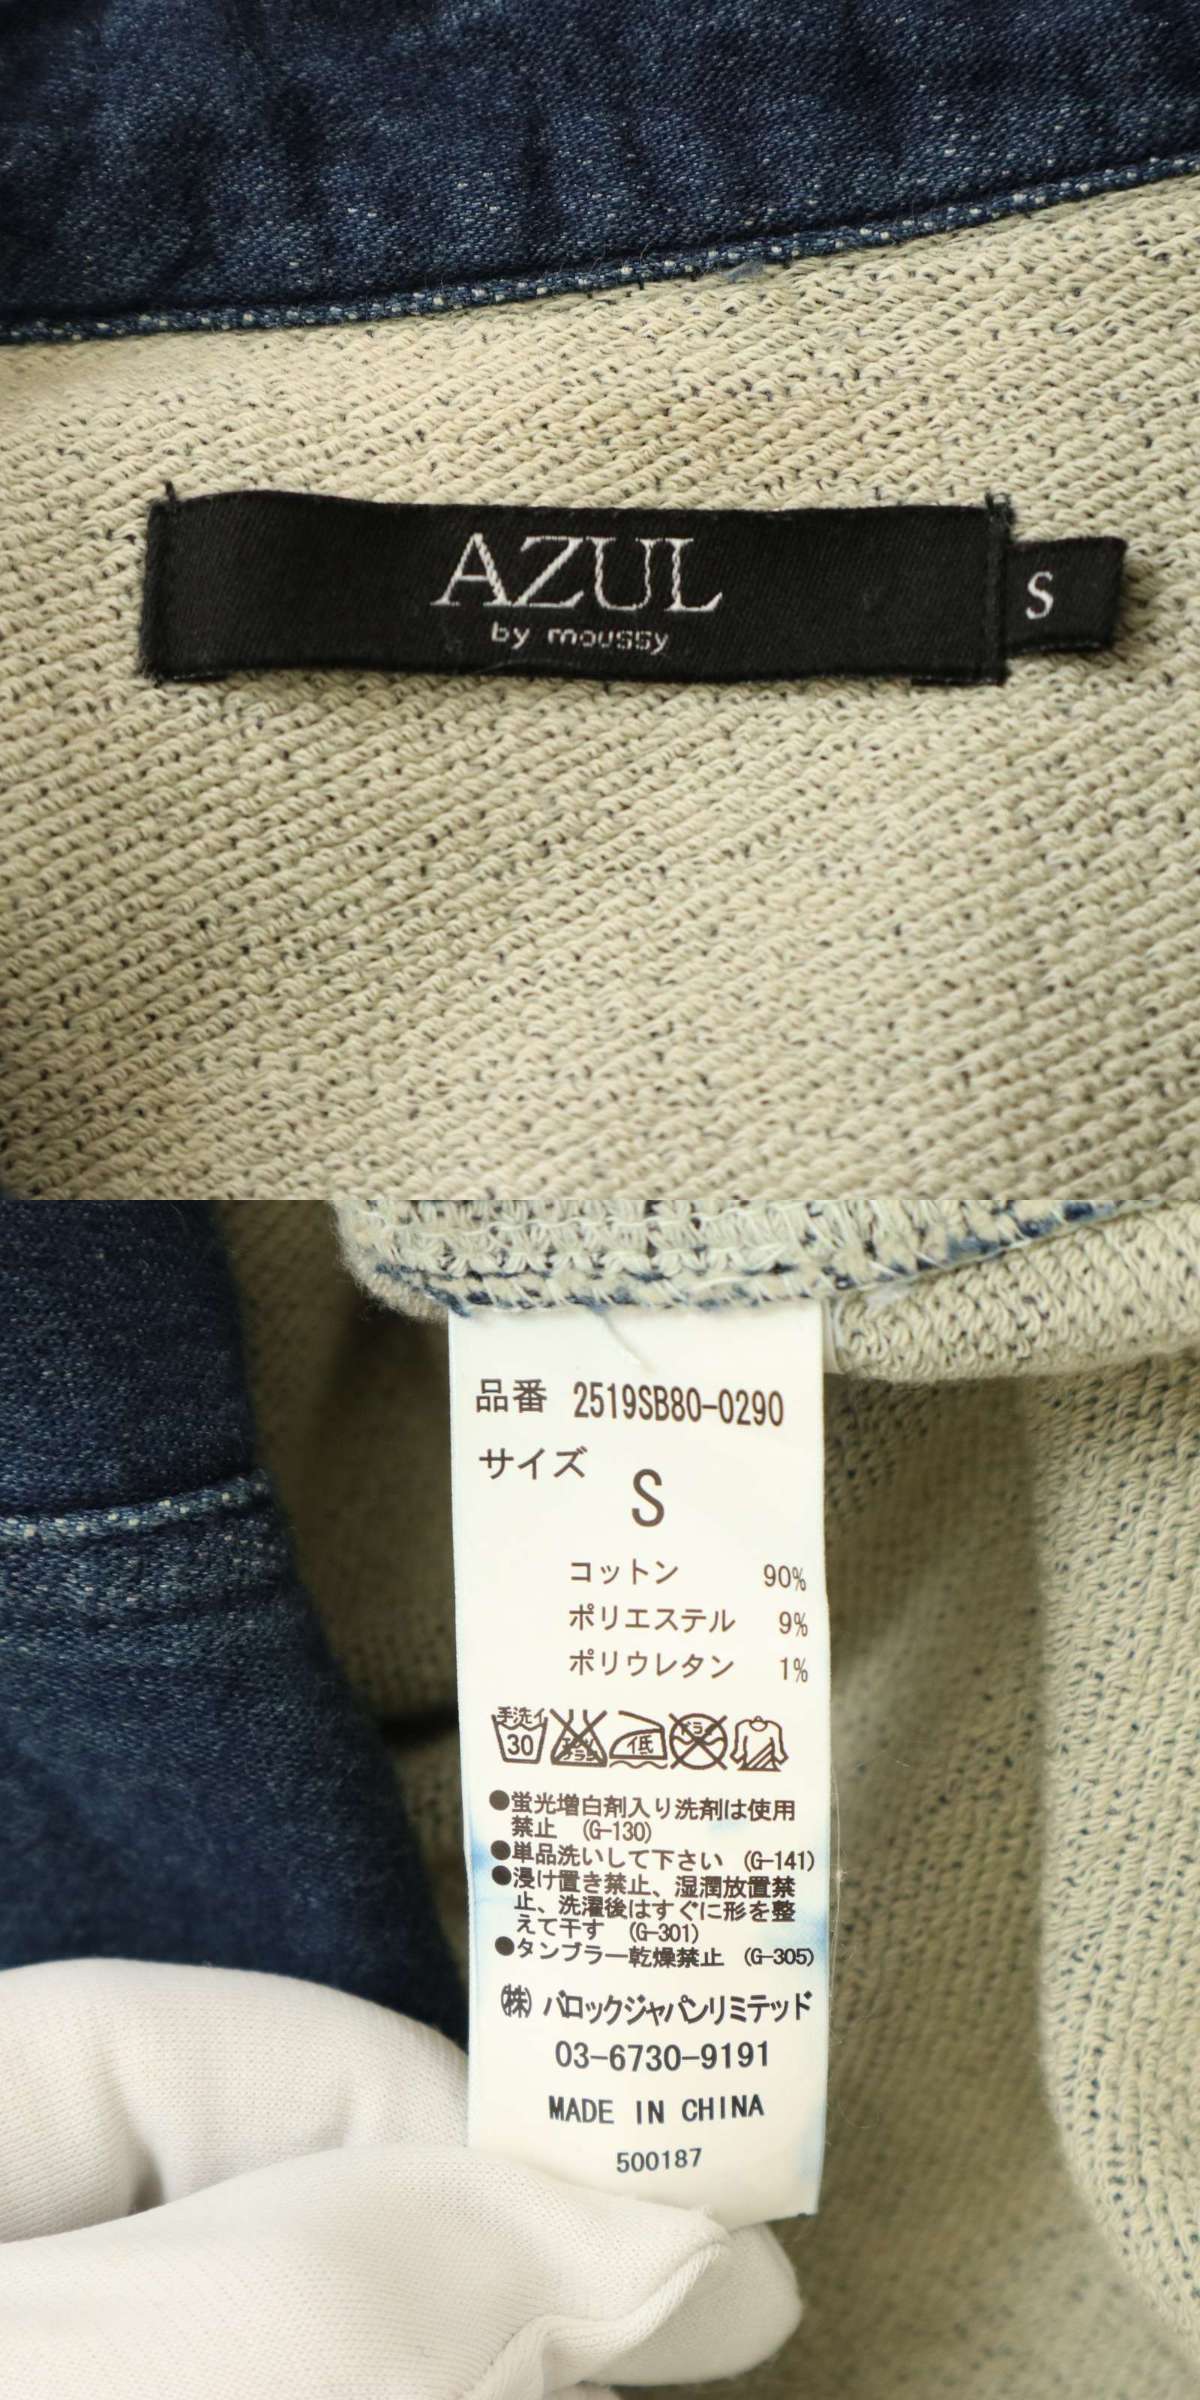 AZUL
by moussy
S
品番 2519SB80-0290
サイズ
S
コットン 90%
ポリエステル 9%
ポリウレタン 1%
手洗イ
30
低
●蛍光増白剤入り洗剤は使用
禁止 (G-130)
●単品洗いして下さい (G-141)
●浸け置き禁止、湿潤放置禁
止、洗濯後はすぐに形を整
えて干す (G-301)
●タンブラー乾燥禁止 (G-305)
㈱バロックジャパンリミテッド
03-6730-9191
MADE IN CHINA
500187